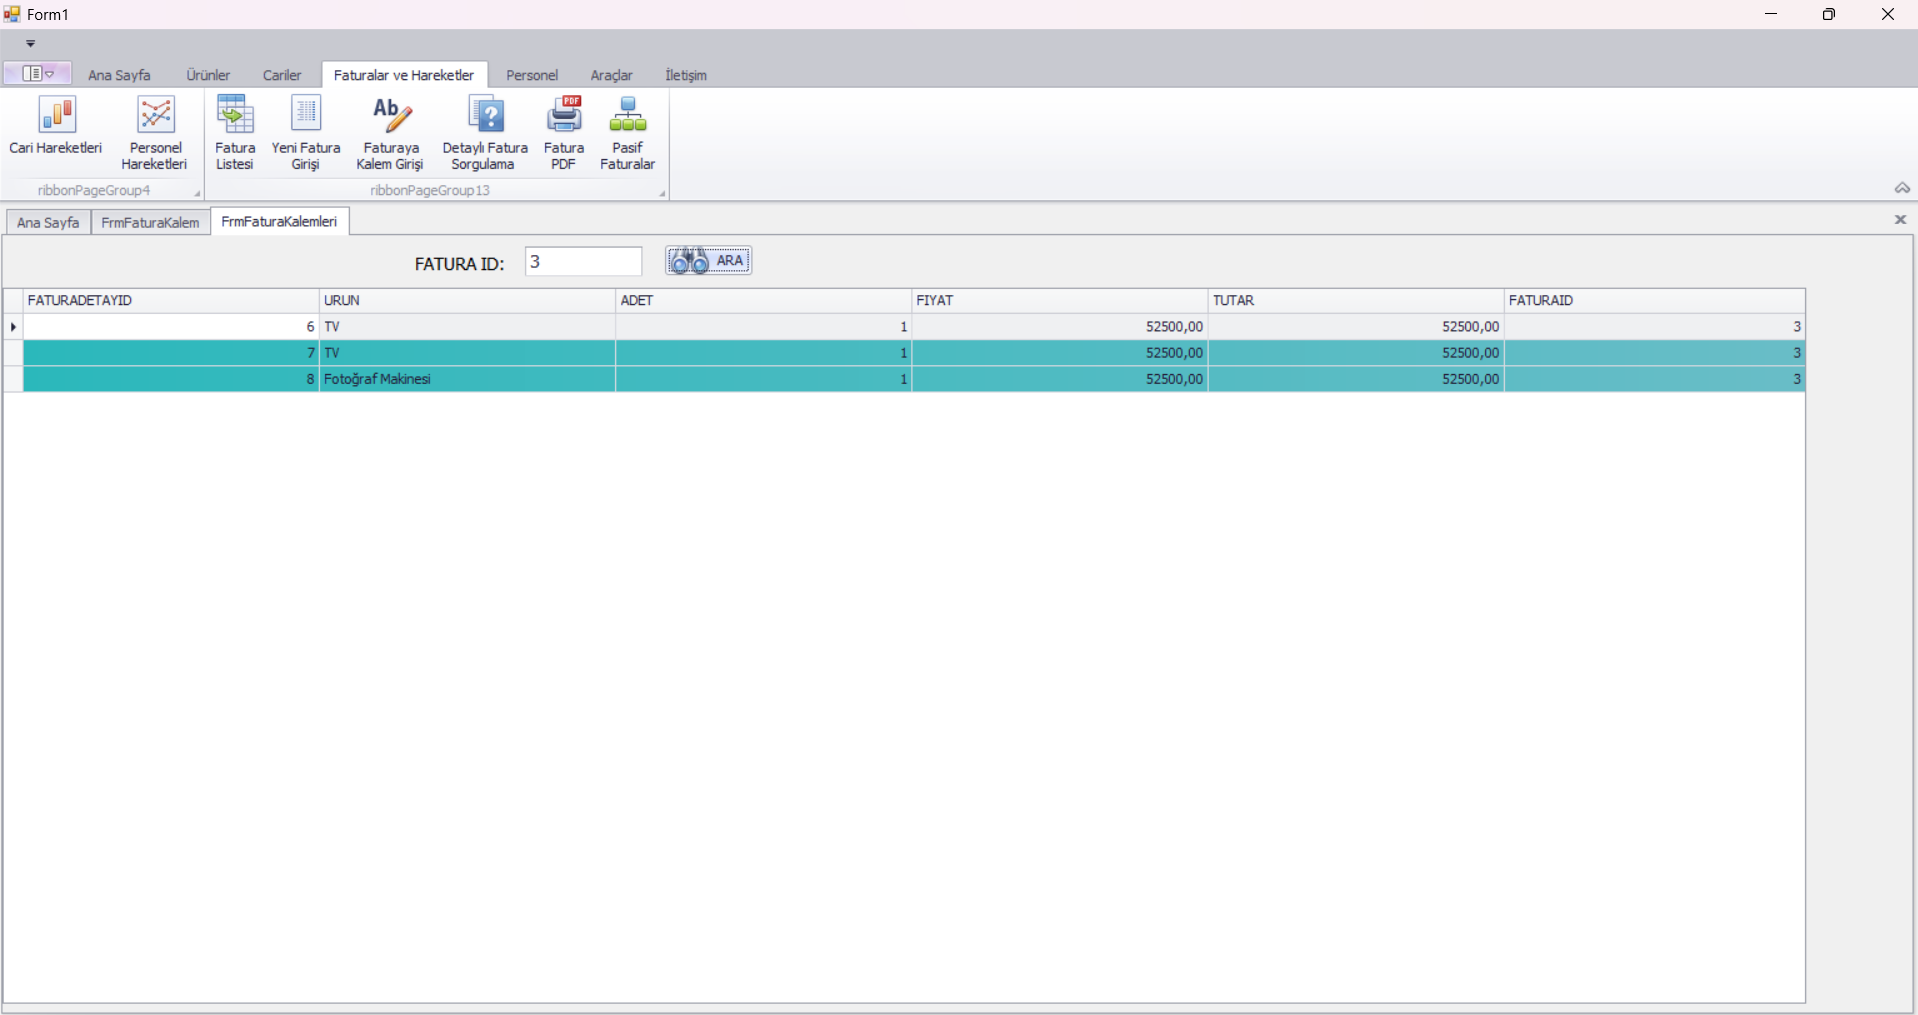 Form1
Ana Sayfa Ürünler Cariler Faturalar ve Hareketler Personel Araçlar İletişim
Cari Hareketleri
Personel
Hareketleri
Fatura
Listesi
Yeni Fatura
Girişi
Ab
Faturaya
Kalem Girişi
Detaylı Fatura
Sorgulama
PDF
Fatura
PDF
Pasif
Faturalar
ribbonPageGroup4
ribbonPageGroup13
Ana Sayfa FrmFaturaKalem FrmFaturaKalemleri
FATURA ID: 3 ARA
FATURADETAYID URUN ADET FIYAT TUTAR FATURAID
6 TV 1 52500,00 52500,00 3
7 TV 1 52500,00 52500,00 3
8 Fotoğraf Makinesi 1 52500,00 52500,00 3